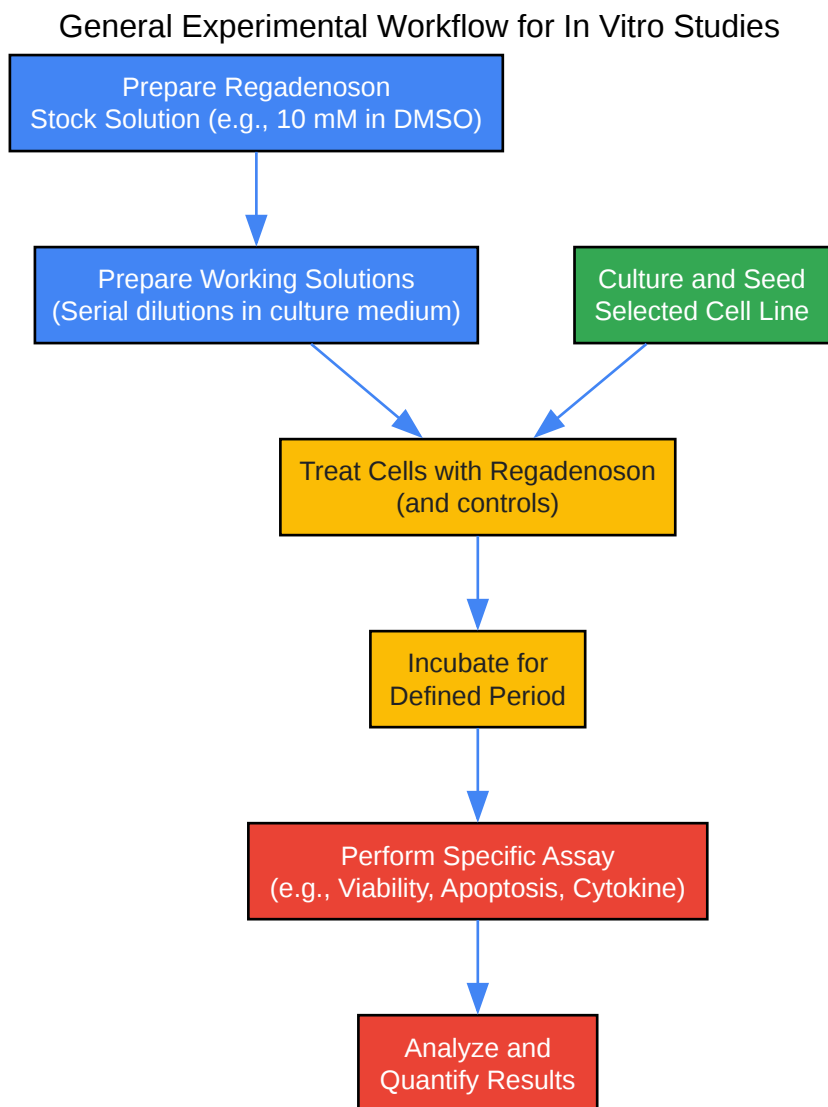 General Experimental Workflow for In Vitro Studies
Prepare Regadenoson
Stock Solution (e.g., 10 mM in DMSO)
Prepare Working Solutions
(Serial dilutions in culture medium)
Culture and Seed
Selected Cell Line
Treat Cells with Regadenoson
(and controls)
Incubate for
Defined Period
Perform Specific Assay
(e.g., Viability, Apoptosis, Cytokine)
Analyze and
Quantify Results